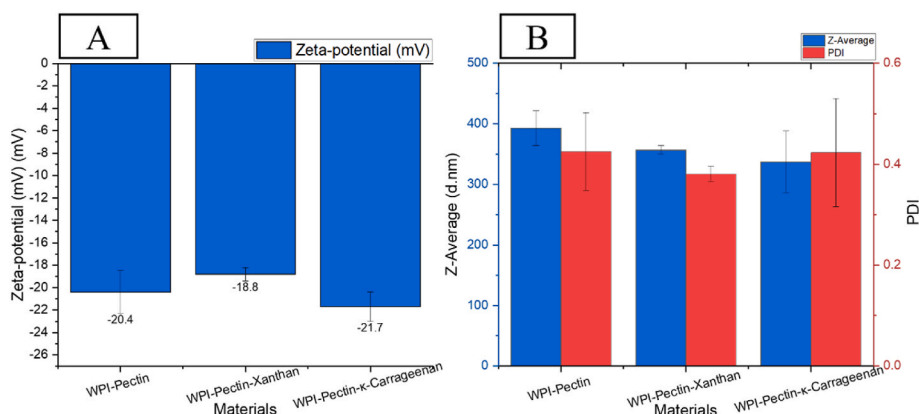 A
Zeta-potential (mV)
0
-2
-4
-6
-8
-10
-12
-14
-16
-18
-20
-22
-24
-26
Zeta-potential (mV) (mV)
-20.4
-18.8
-21.7
WPI-Pectin
WPI-Pectin-Xanthan
WPI-Pectin-κ-Carrageenan
Materials
B
Z-Average
PDI
500
400
300
200
100
0
Z-Average (d.nm)
0.6
0.4
0.2
0.0
PDI
WPI-Pectin
WPI-Pectin-Xanthan
WPI-Pectin-κ-Carrageenan
Materials